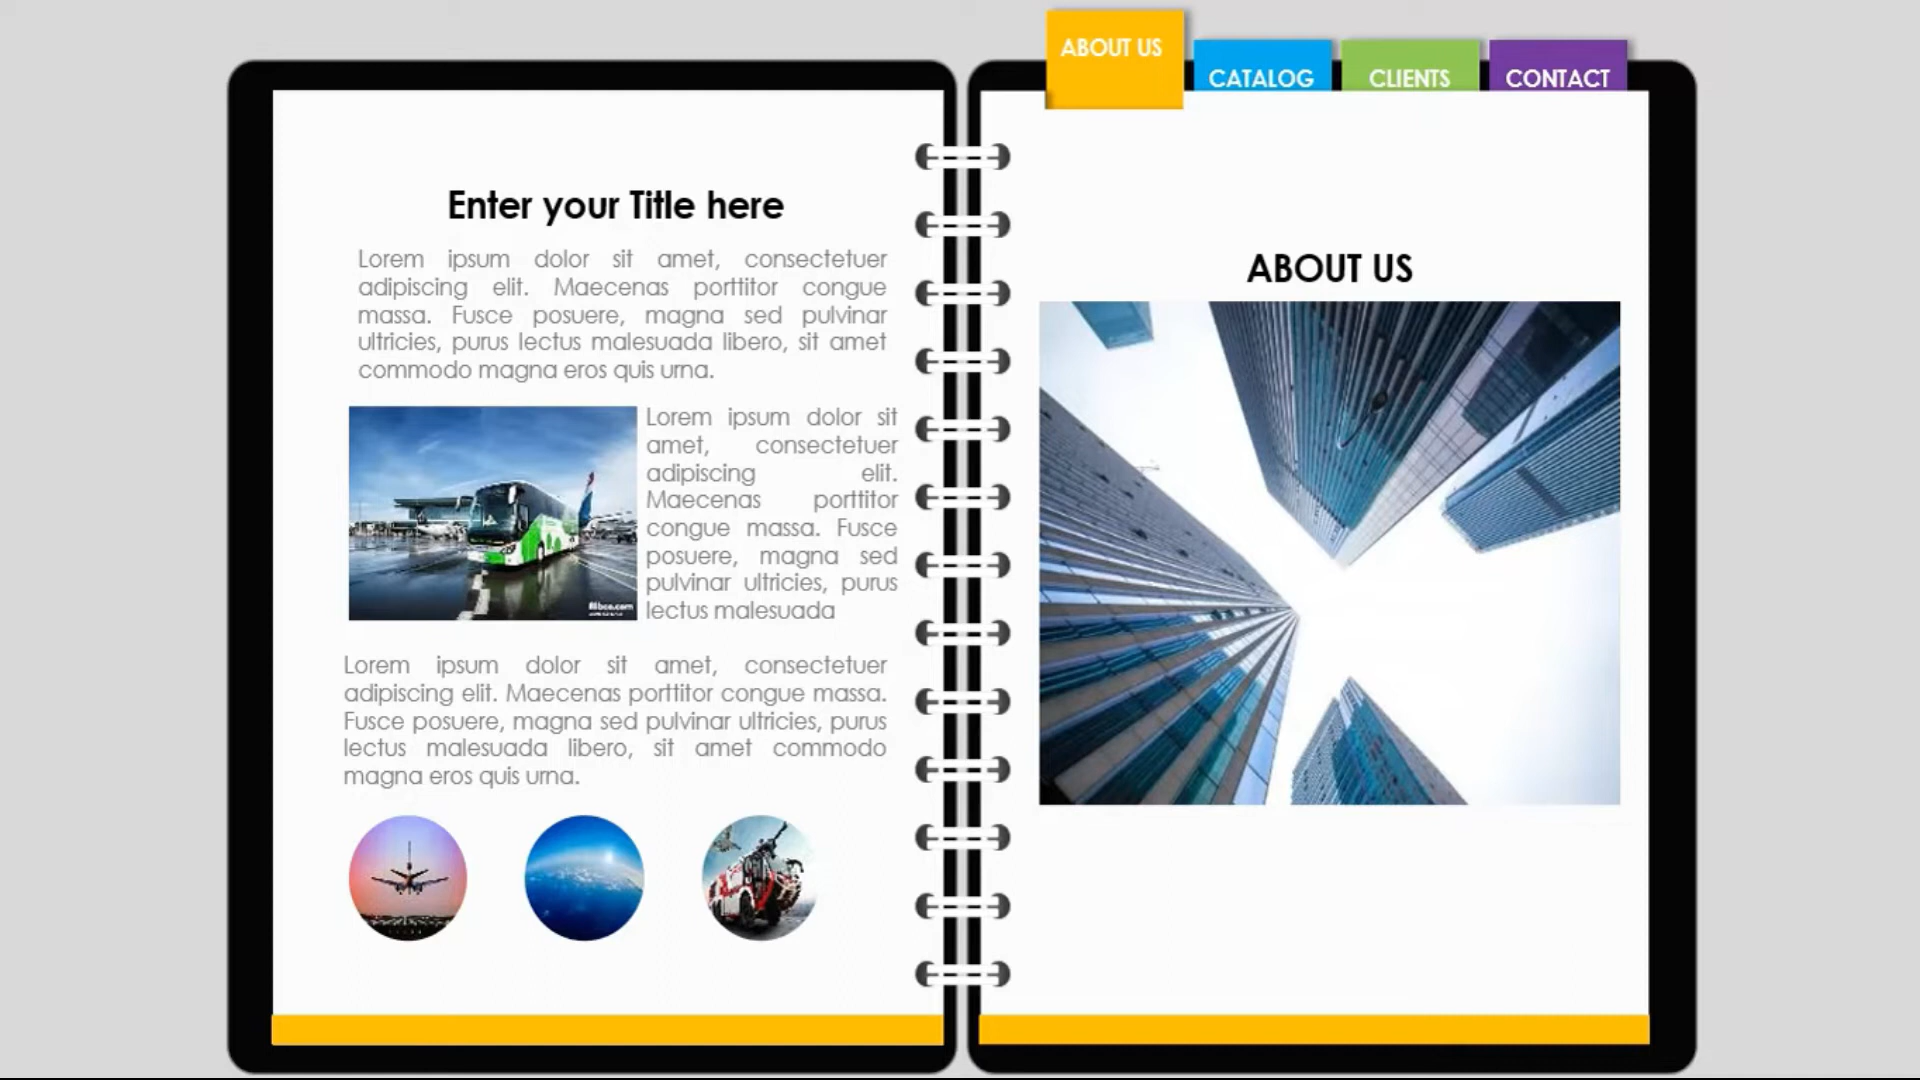 ABOUT US
CATALOG
CLIENTS
CONTACT
Enter your Title here
Lorem ipsum dolor sit amet, consectetuer
adipiscing elit. Maecenas porttitor congue
massa. Fusce posuere, magna sed pulvinar
ultricies, purus lectus malesuada libero, sit amet
commodo magna eros quis urna.
Lorem ipsum dolor sit
amet, consectetuer
adipiscing elit.
Maecenas porttitor
congue massa. Fusce
posuere, magna sed
pulvinar ultricies, purus
lectus malesuada
Lorem ipsum dolor sit amet, consectetuer
adipiscing elit. Maecenas porttitor congue massa.
Fusce posuere, magna sed pulvinar ultricies, purus
lectus malesuada libero, sit amet commodo
magna eros quis urna.
ABOUT US